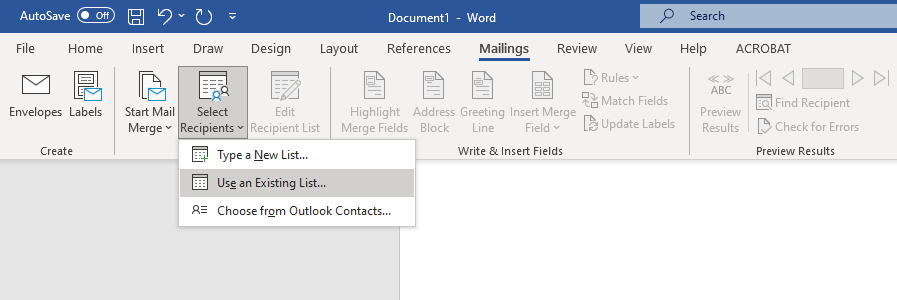 AutoSave Off Document1 - Word Search
File Home Insert Draw Design Layout References Mailings Review View Help ACROBAT
Envelopes Labels Start Mail Merge Select Recipients Edit Recipient List Highlight Merge Fields Address Block Greeting Line Insert Merge Field Rules Match Fields Update Labels ABC Preview Results Find Recipient Check for Errors
Create Write & Insert Fields Preview Results
Type a New List...
Use an Existing List...
Choose from Outlook Contacts...